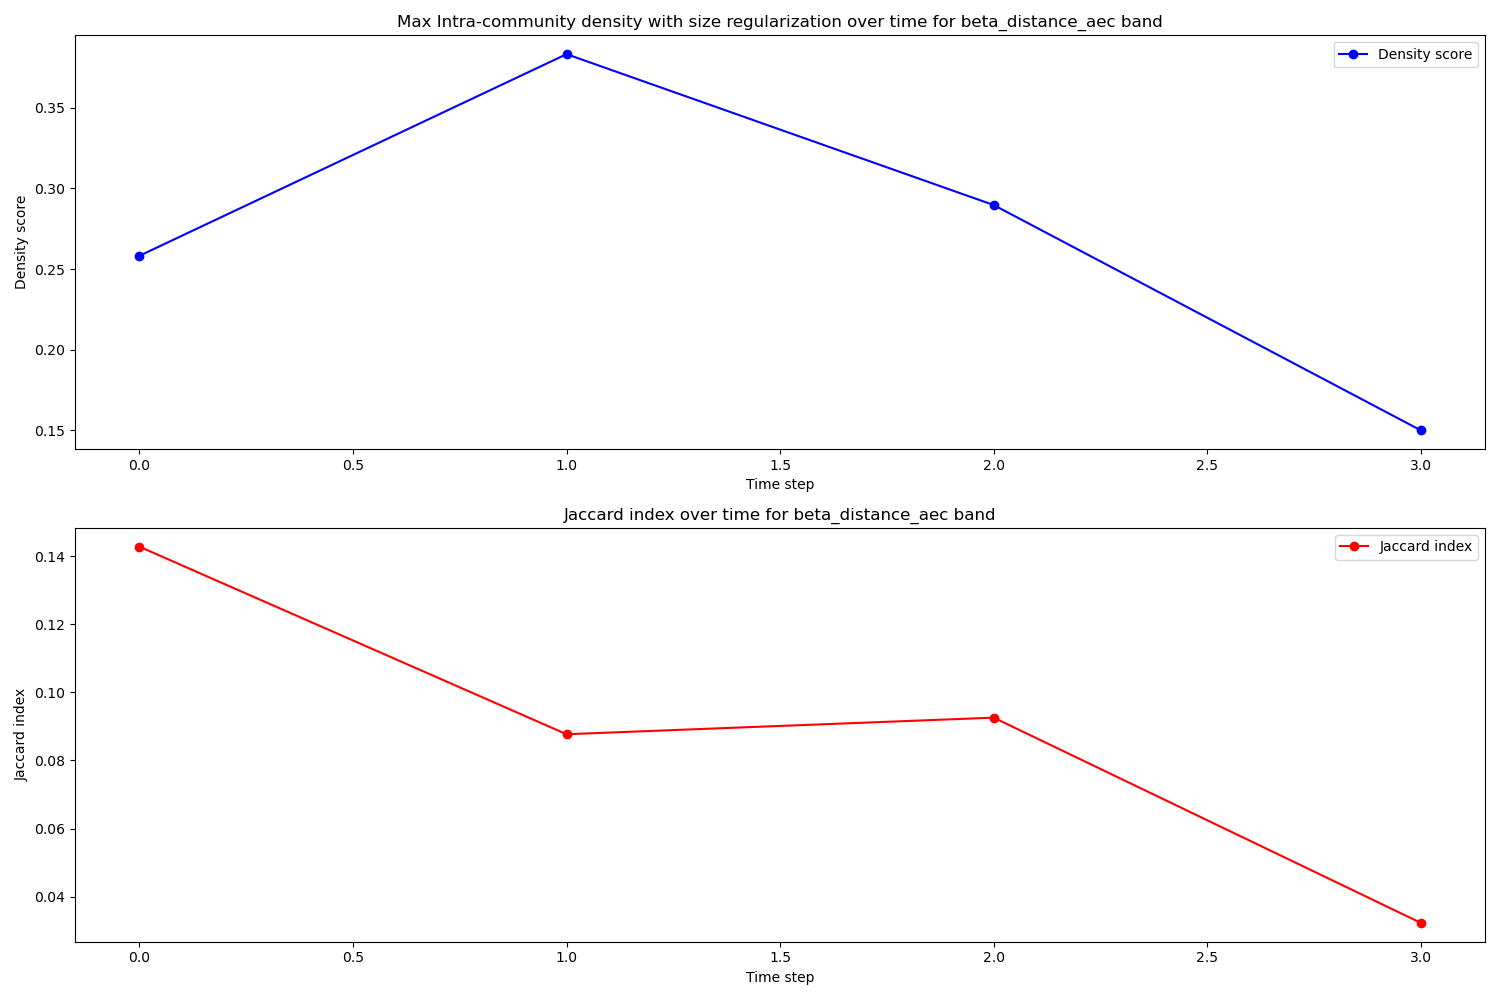 Max Intra-community density with size regularization over time for beta_distance_aec band
Density score
Density score
0.35
0.30
0.25
0.20
0.15
0.0 0.5 1.0 1.5 2.0 2.5 3.0
Time step
Jaccard index over time for beta_distance_aec band
Jaccard index
Jaccard index
0.14
0.12
0.10
0.08
0.06
0.04
0.0 0.5 1.0 1.5 2.0 2.5 3.0
Time step